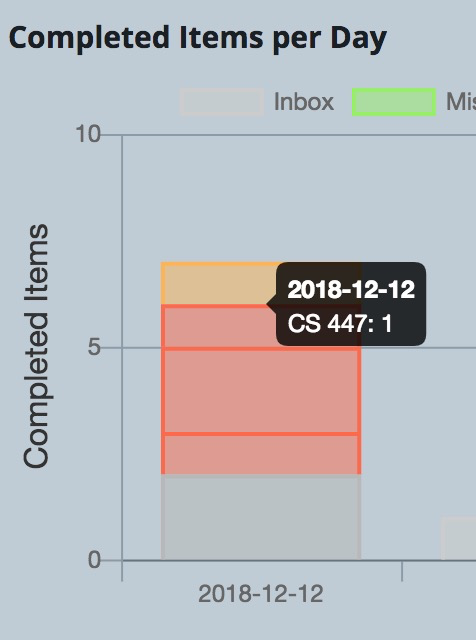 Completed Items per Day
Inbox
10
Completed Items
2018-12-12
CS 447: 1
5
0
2018-12-12